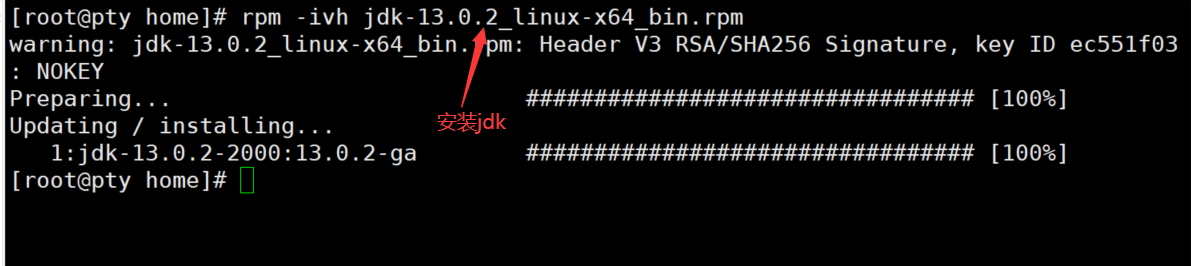 [root@pty home]# rpm -ivh jdk-13.0.2_linux-x64_bin.rpm
warning: jdk-13.0.2_linux-x64_bin.rpm: Header V3 RSA/SHA256 Signature, key ID ec551f03
: NOKEY
Preparing... ################################# [100%]
Updating / installing...
安装jdk
1:jdk-13.0.2-2000:13.0.2-ga ################################# [100%]
[root@pty home]#